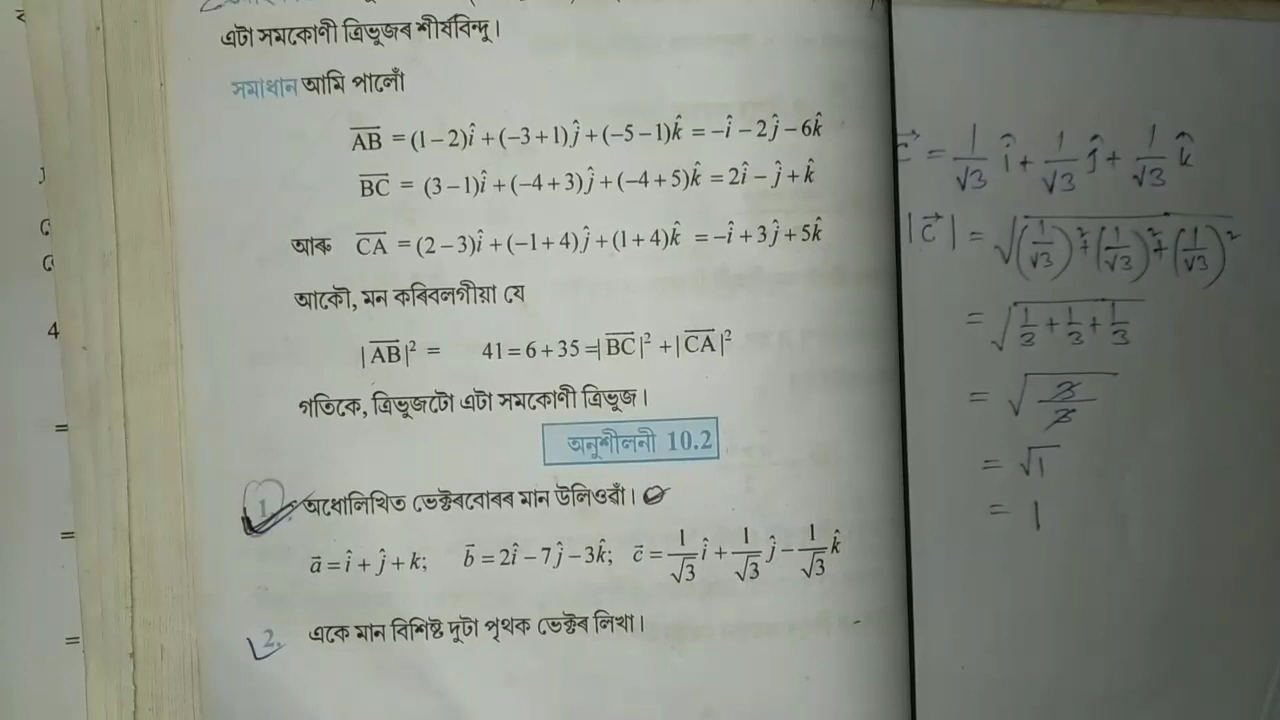 এটা সমকোণী ত্ৰিভুজৰ শীৰ্ষবিন্দু।
সমাধান আমি পালোঁ
AB = (1−2)î + (−3+1)ĵ + (−5−1)k̂ = −î − 2ĵ − 6k̂
BC = (3−1)î + (−4+3)ĵ + (−4+5)k̂ = 2î − ĵ + k̂
আৰু CA = (2−3)î + (−1+4)ĵ + (1+4)k̂ = −î + 3ĵ + 5k̂
আকৌ, মন কৰিবলগীয়া যে
|AB|² = 41 = 6 + 35 = |BC|² + |CA|²
গতিকে, ত্ৰিভুজটো এটা সমকোণী ত্ৰিভুজ।
অনুশীলনী 10.2
1. অধোলিখিত ভেক্টৰবোৰৰ মান উলিওৱাঁ।
a⃗ = î + ĵ + k; b⃗ = 2î − 7ĵ − 3k̂; c⃗ = 1/√3 î + 1/√3 ĵ − 1/√3 k̂
2. একে মান বিশিষ্ট দুটা পৃথক ভেক্টৰ লিখা।
4
=
=
=
c⃗ = 1/√3 î + 1/√3 ĵ + 1/√3 k̂
|c⃗| = √((1/√3)² + (1/√3)² + (1/√3)²)
= √(1/3 + 1/3 + 1/3)
= √(3/3)
= √1
= 1